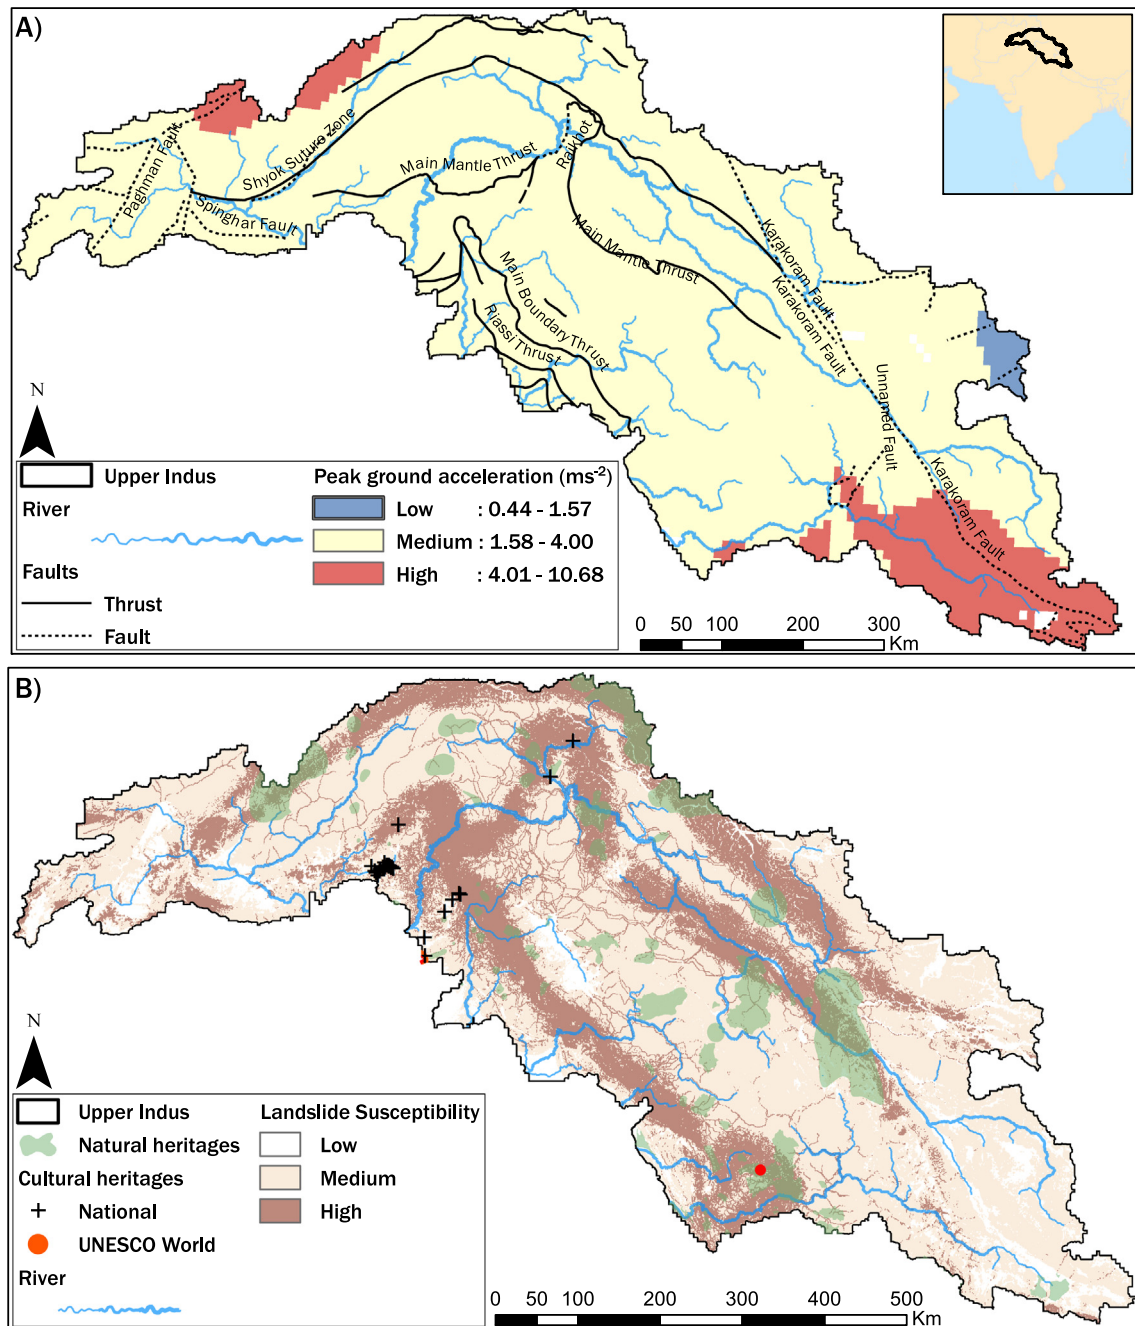 A)
Shyok Suture Zone
Paghman Fault
Spinghar Fault
Main Mantle Thrust
Raikhot
Main Mantle Thrust
Karakoram Fault
Karakoram Fault
Main Boundary Thrust
Riassi Thrust
Unnamed Fault
Karakoram Fault
N
Upper Indus
River
Faults
Thrust
Fault
Peak ground acceleration (ms-2)
Low : 0.44 - 1.57
Medium : 1.58 - 4.00
High : 4.01 - 10.68
0 50 100 200 300
Km
B)
N
Upper Indus
Natural heritages
Cultural heritages
National
UNESCO World
River
Landslide Susceptibility
Low
Medium
High
0 50 100 200 300 400 500
Km